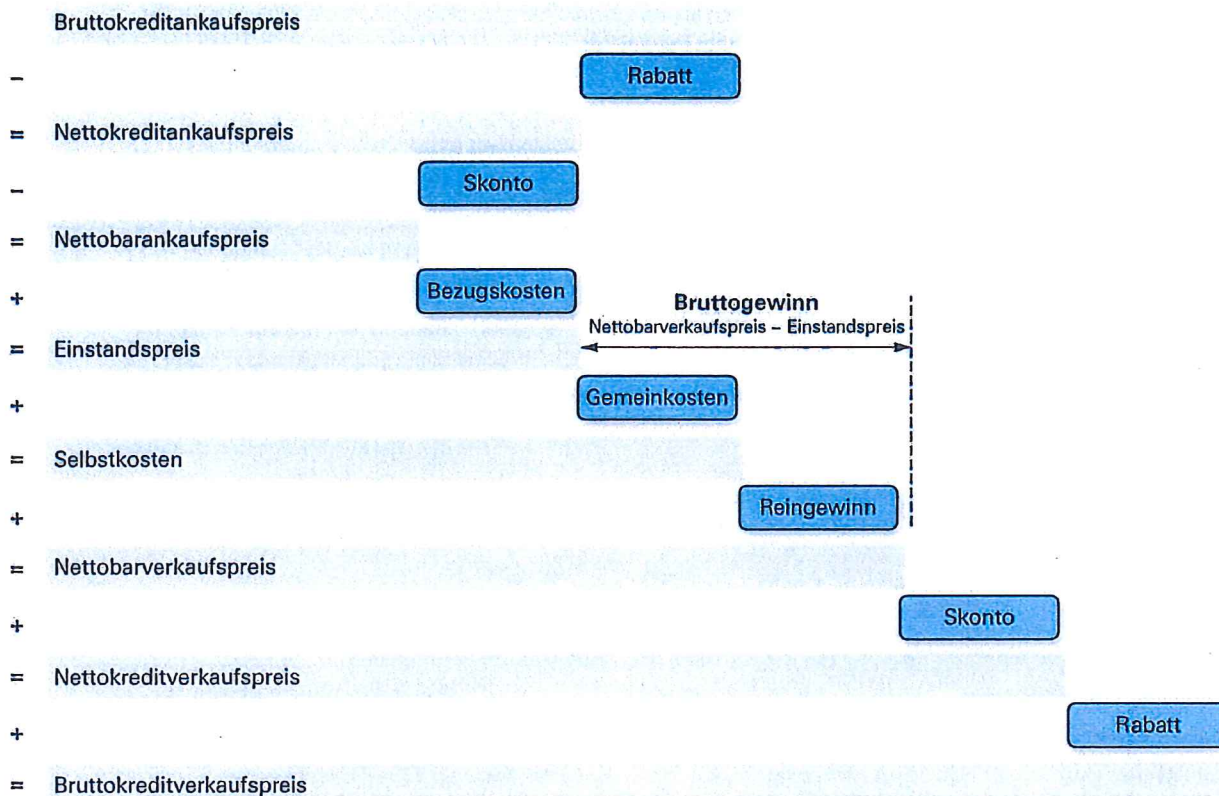 Bruttokreditankaufspreis
– Rabatt
= Nettokreditankaufspreis
– Skonto
= Nettobarankaufspreis
+ Bezugskosten
Bruttogewinn
Nettobarverkaufspreis – Einstandspreis
= Einstandspreis
+ Gemeinkosten
= Selbstkosten
+ Reingewinn
= Nettobarverkaufspreis
+ Skonto
= Nettokreditverkaufspreis
+ Rabatt
= Bruttokreditverkaufspreis